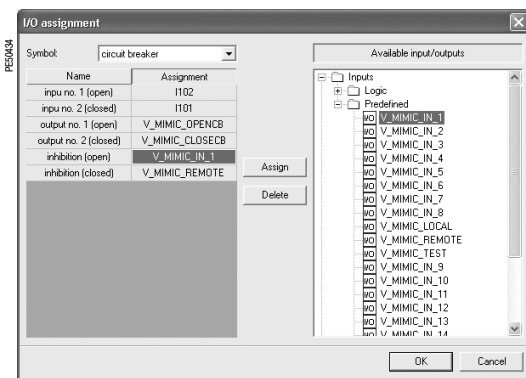 PE50434
I/O assignment
Symbol: circuit breaker
Name Assignment
inpu no. 1 (open) I102
inpu no. 2 (closed) I101
output no. 1 (open) V_MIMIC_OPENCB
output no. 2 (closed) V_MIMIC_CLOSECB
inhibition (open) V_MIMIC_IN_1
inhibition (closed) V_MIMIC_REMOTE
Assign
Delete
Available input/outputs
Inputs
Logic
Predefined
I/O V_MIMIC_IN_1
I/O V_MIMIC_IN_2
I/O V_MIMIC_IN_3
I/O V_MIMIC_IN_4
I/O V_MIMIC_IN_5
I/O V_MIMIC_IN_6
I/O V_MIMIC_IN_7
I/O V_MIMIC_IN_8
I/O V_MIMIC_LOCAL
I/O V_MIMIC_REMOTE
I/O V_MIMIC_TEST
I/O V_MIMIC_IN_9
I/O V_MIMIC_IN_10
I/O V_MIMIC_IN_11
I/O V_MIMIC_IN_12
I/O V_MIMIC_IN_13
I/O V_MIMIC_IN_14
OK Cancel